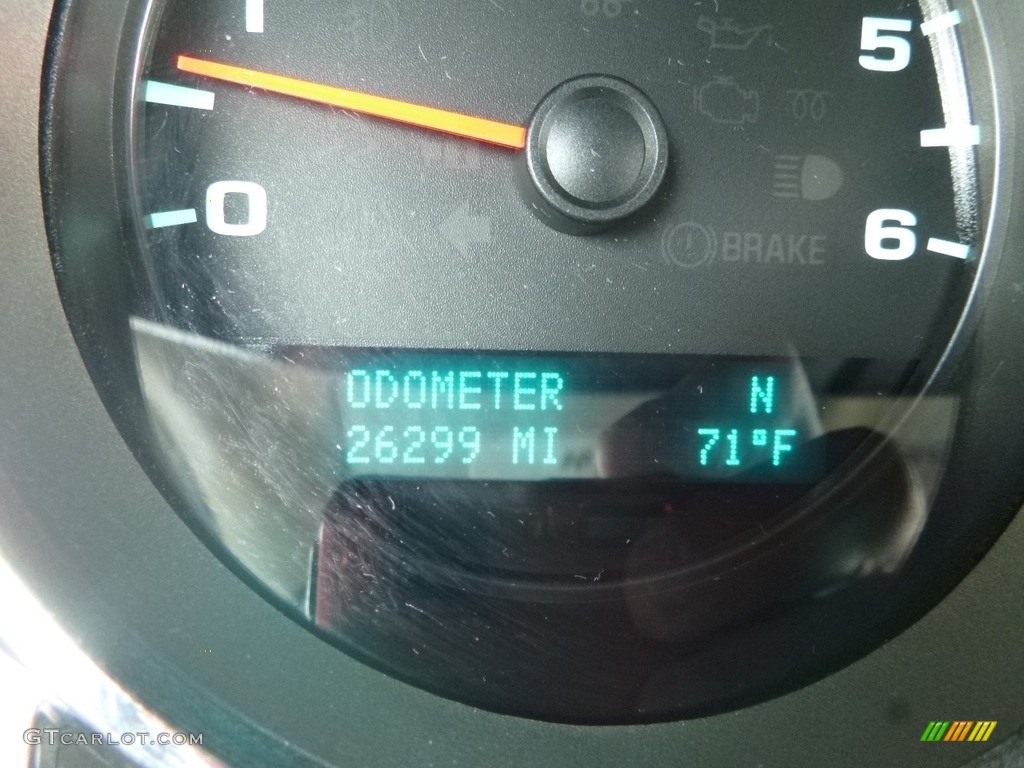 1
5
0
6
BRAKE
ODOMETER N
26299 MI 71°F
GTCARLOT.COM